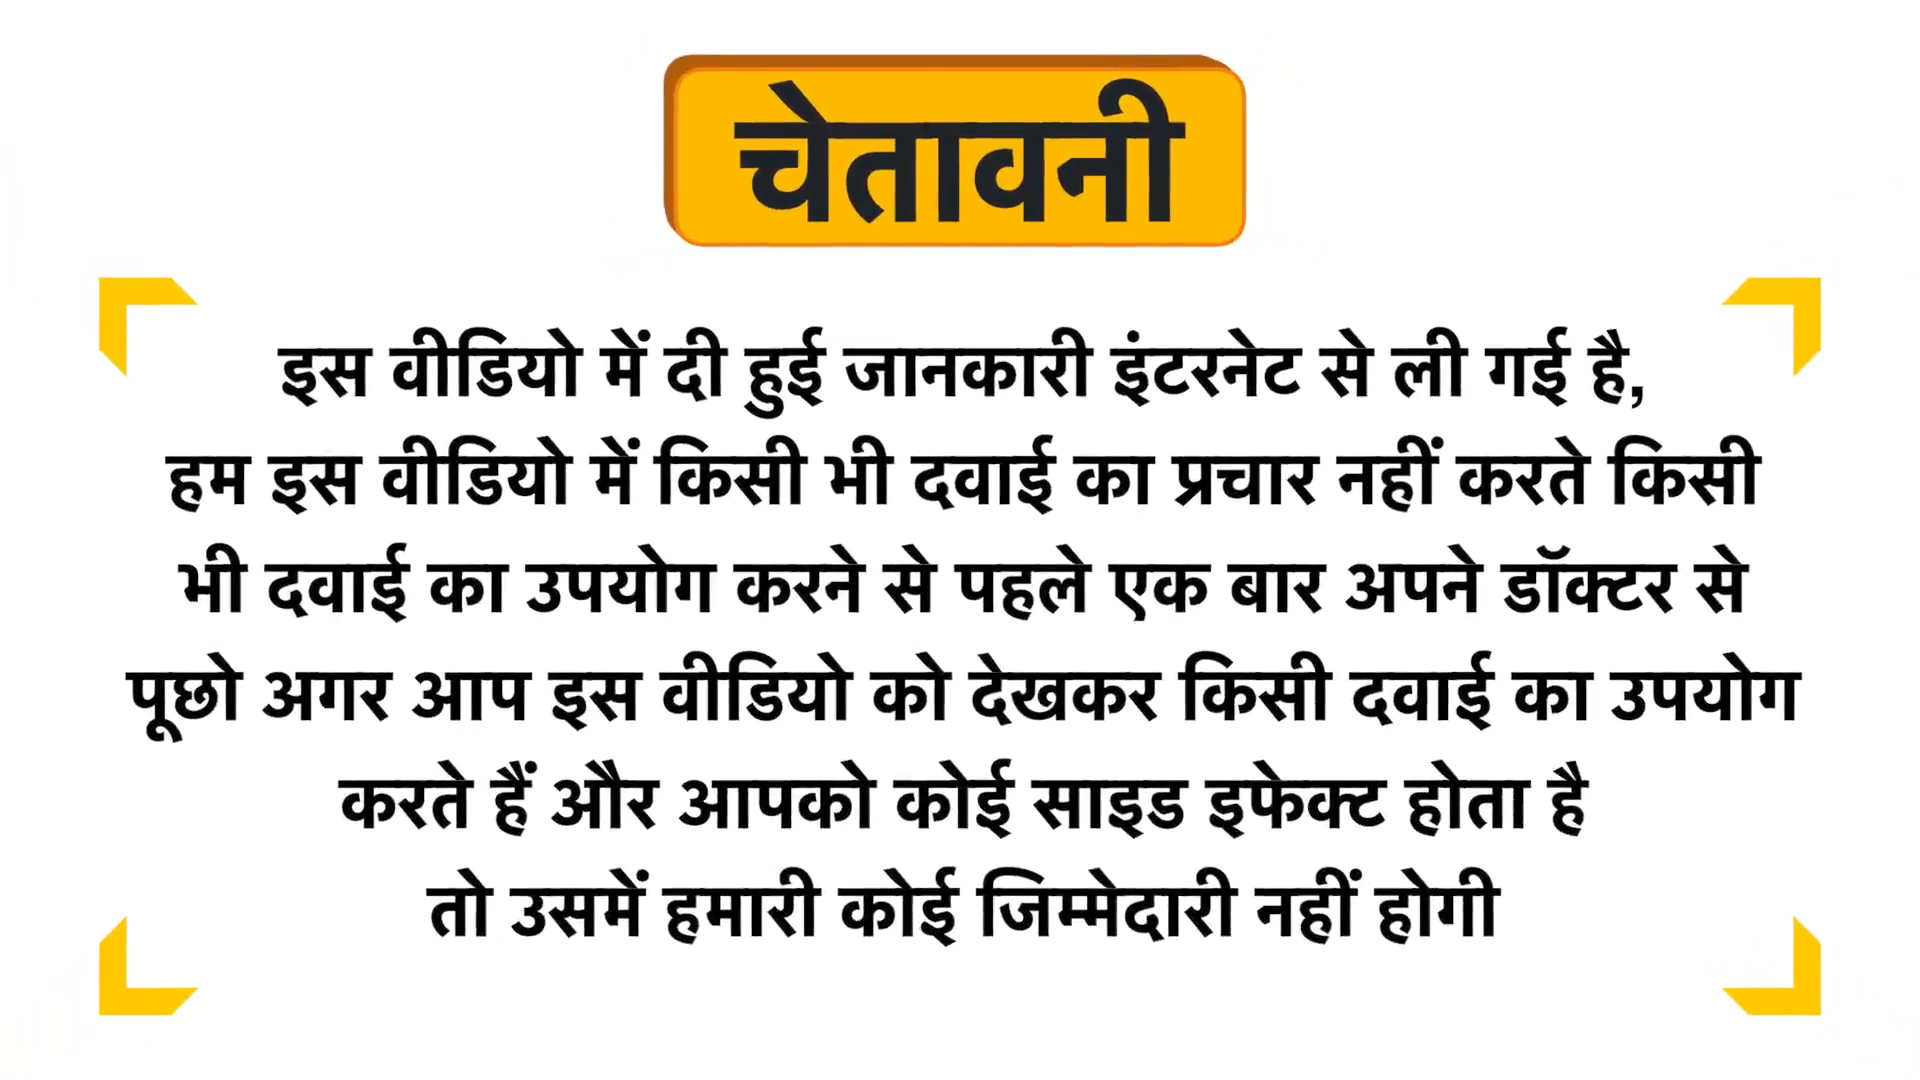 चेतावनी
इस वीडियो में दी हुई जानकारी इंटरनेट से ली गई है,
हम इस वीडियो में किसी भी दवाई का प्रचार नहीं करते किसी
भी दवाई का उपयोग करने से पहले एक बार अपने डॉक्टर से
पूछो अगर आप इस वीडियो को देखकर किसी दवाई का उपयोग
करते हैं और आपको कोई साइड इफेक्ट होता है
तो उसमें हमारी कोई जिम्मेदारी नहीं होगी